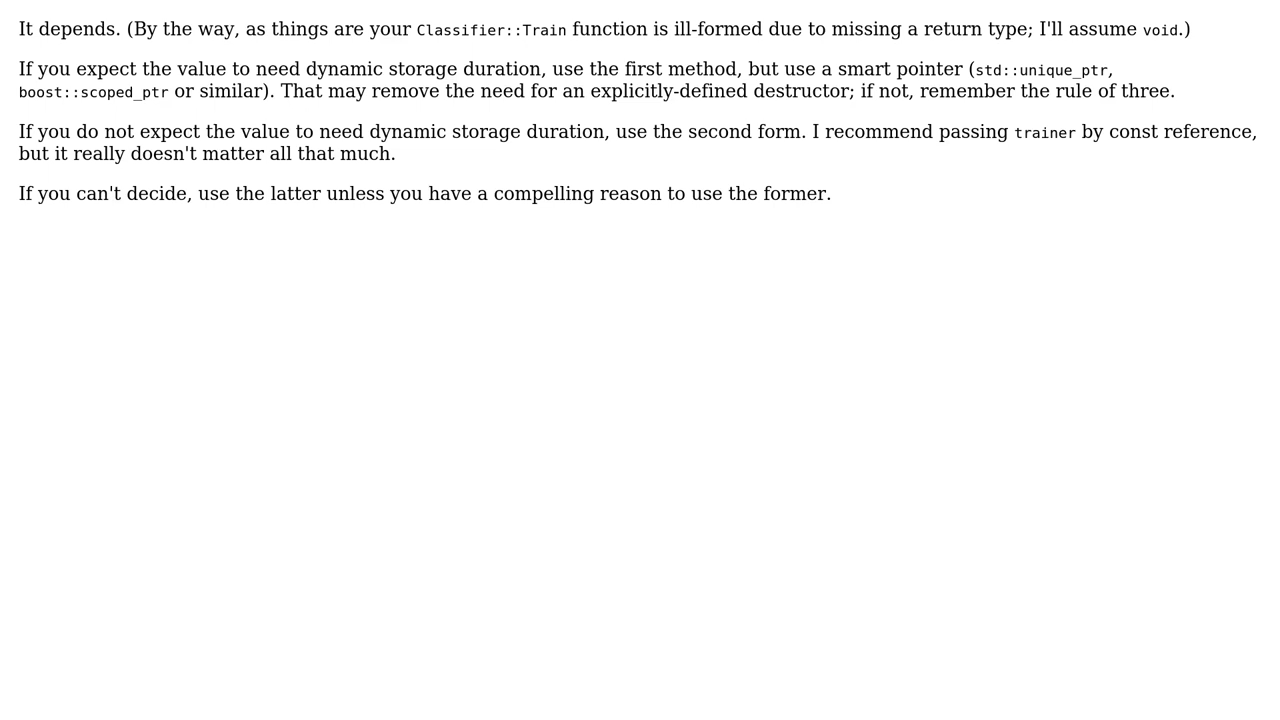 It depends. (By the way, as things are your Classifier::Train function is ill-formed due to missing a return type; I'll assume void.)
If you expect the value to need dynamic storage duration, use the first method, but use a smart pointer (std::unique_ptr,
boost::scoped_ptr or similar). That may remove the need for an explicitly-defined destructor; if not, remember the rule of three.
If you do not expect the value to need dynamic storage duration, use the second form. I recommend passing trainer by const reference,
but it really doesn't matter all that much.
If you can't decide, use the latter unless you have a compelling reason to use the former.